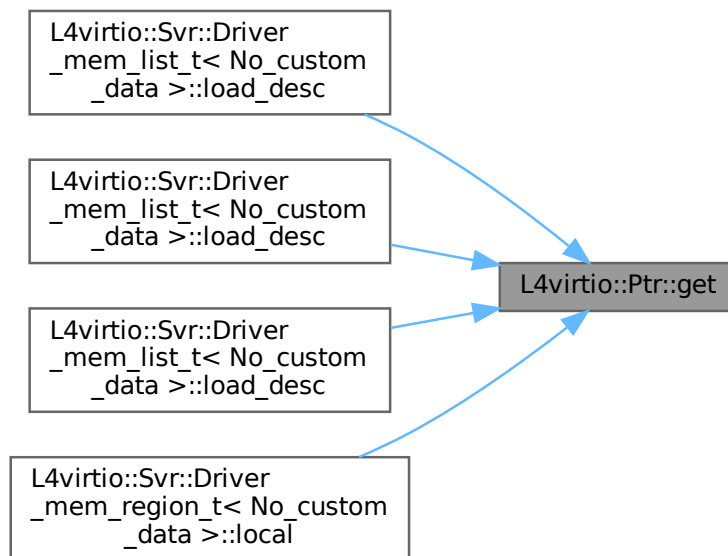 L4virtio::Svr::Driver
_mem_list_t< No_custom
_data >::load_desc
L4virtio::Svr::Driver
_mem_list_t< No_custom
_data >::load_desc
L4virtio::Ptr::get
L4virtio::Svr::Driver
_mem_list_t< No_custom
_data >::load_desc
L4virtio::Svr::Driver
_mem_region_t< No_custom
_data >::local